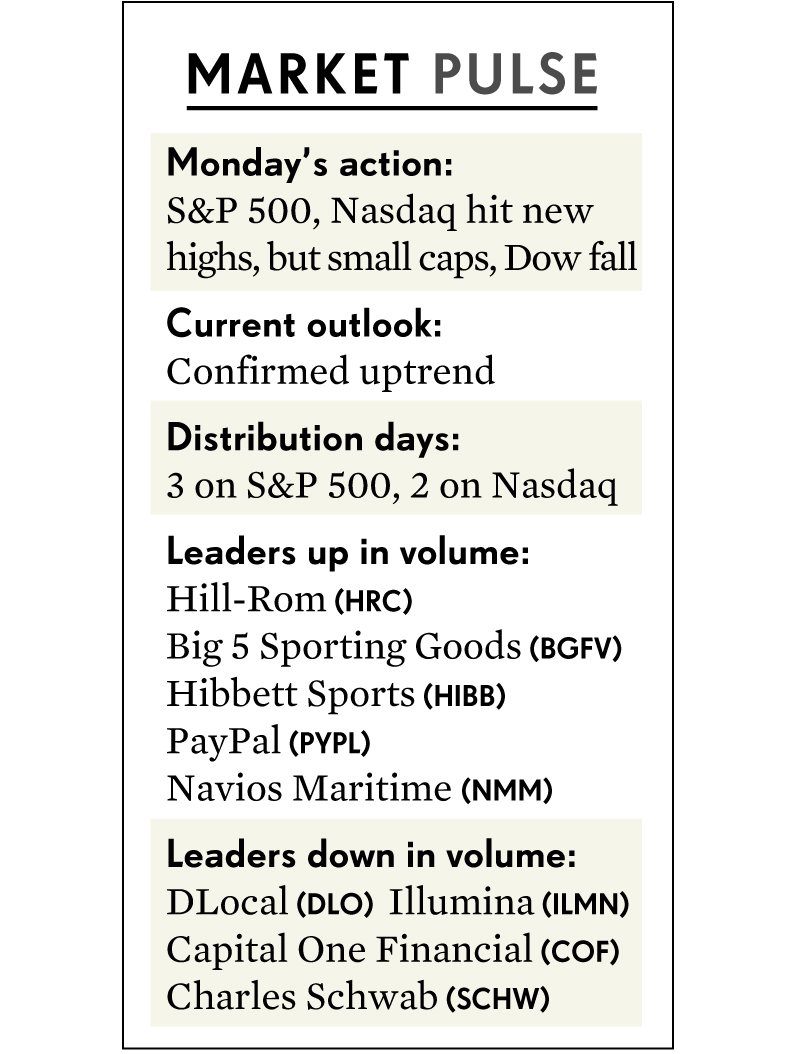 MARKET PULSE
Monday’s action:
S&P 500, Nasdaq hit new
highs, but small caps, Dow fall
Current outlook:
Confirmed uptrend
Distribution days:
3 on S&P 500, 2 on Nasdaq
Leaders up in volume:
Hill-Rom (HRC)
Big 5 Sporting Goods (BGFV)
Hibbett Sports (HIBB)
PayPal (PYPL)
Navios Maritime (NMM)
Leaders down in volume:
DLocal (DLO) Illumina (ILMN)
Capital One Financial (COF)
Charles Schwab (SCHW)